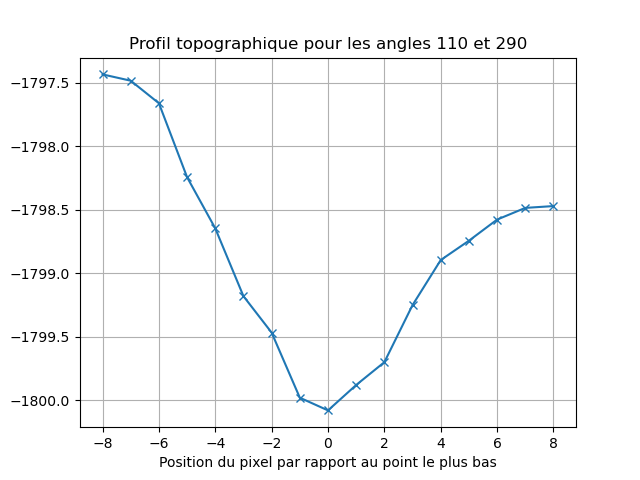 Profil topographique pour les angles 110 et 290
−1797.5
−1798.0
−1798.5
−1799.0
−1799.5
−1800.0
−8 −6 −4 −2 0 2 4 6 8
Position du pixel par rapport au point le plus bas